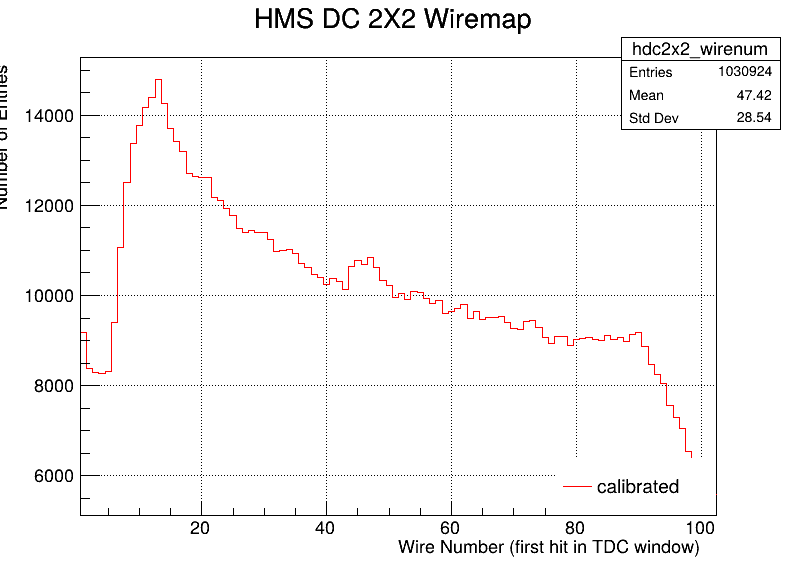 HMS DC 2X2 Wiremap
hdc2x2_wirenum
Entries 1030924
Mean 47.42
Std Dev 28.54
Number of Entries
14000
12000
10000
8000
6000
calibrated
20 40 60 80 100
Wire Number (first hit in TDC window)